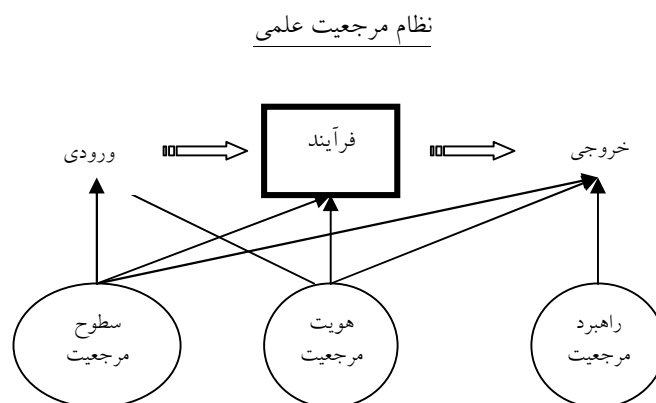 نظام مرجعیت علمی
ورودی
فرآیند
خروجی
سطوح
مرجعیت
هویت
مرجعیت
راهبرد
مرجعیت